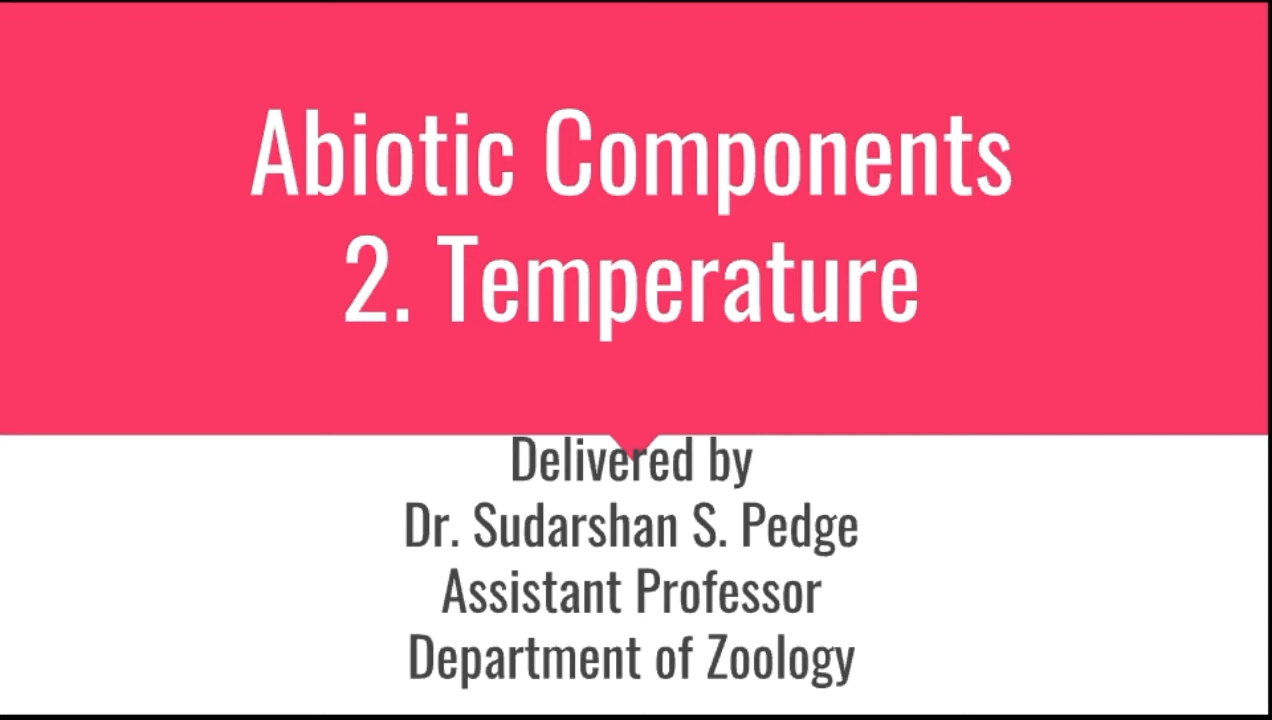 Abiotic Components
2. Temperature
Delivered by
Dr. Sudarshan S. Pedge
Assistant Professor
Department of Zoology